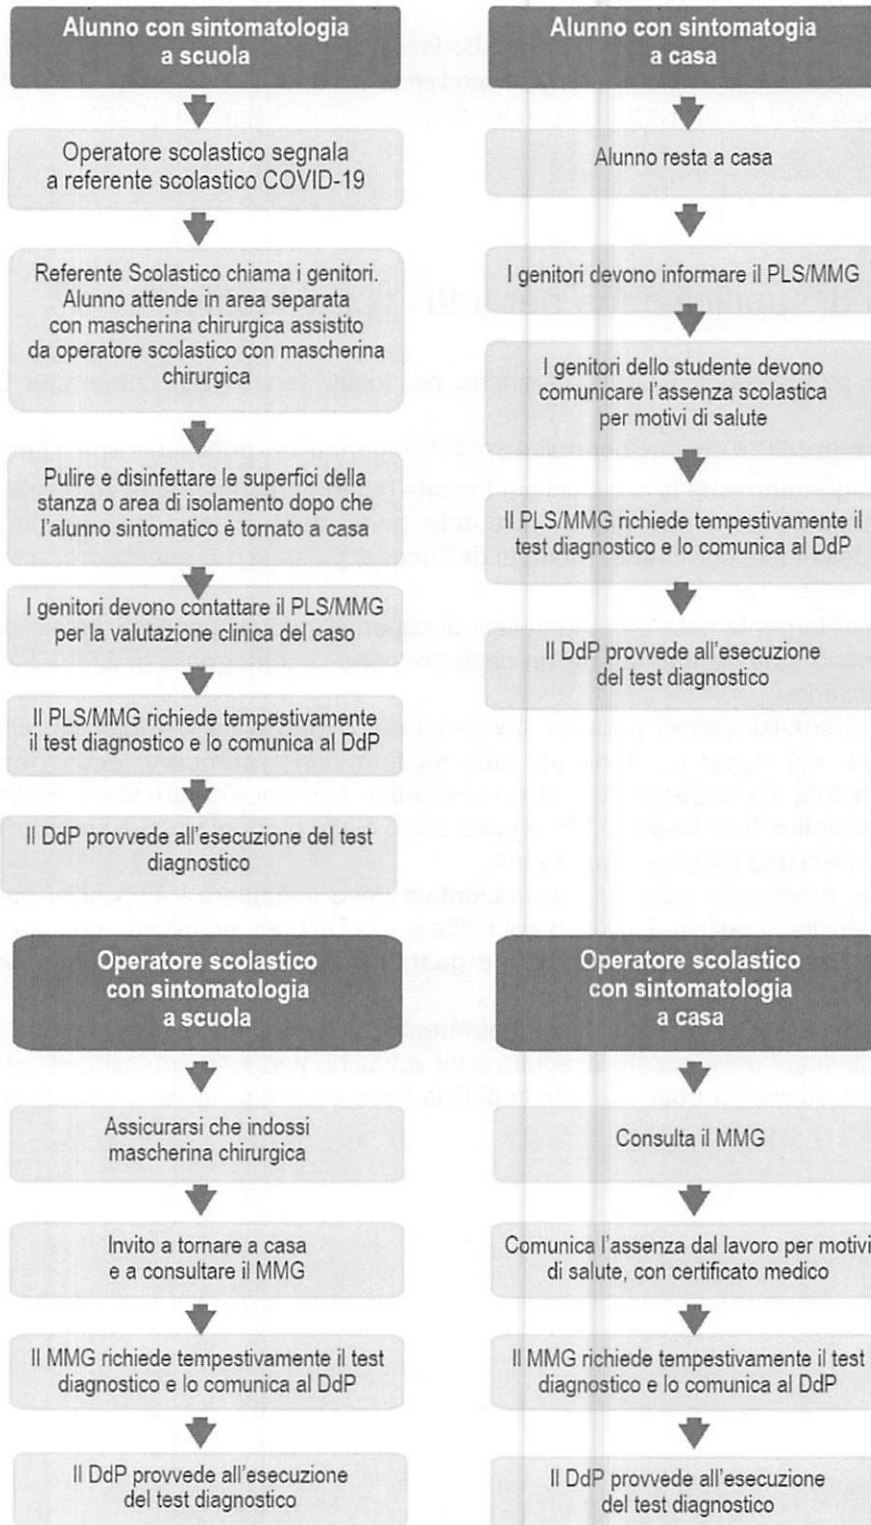 Alunno con sintomatologia
a scuola
Operatore scolastico segnala
a referente scolastico COVID-19
Referente Scolastico chiama i genitori.
Alunno attende in area separata
con mascherina chirurgica assistito
da operatore scolastico con mascherina
chirurgica
Pulire e disinfettare le superfici della
stanza o area di isolamento dopo che
l'alunno sintomatico è tornato a casa
I genitori devono contattare il PLS/MMG
per la valutazione clinica del caso
Il PLS/MMG richiede tempestivamente
il test diagnostico e lo comunica al DdP
Il DdP provvede all'esecuzione del test
diagnostico
Alunno con sintomatogia
a casa
Alunno resta a casa
I genitori devono informare il PLS/MMG
I genitori dello studente devono
comunicare l'assenza scolastica
per motivi di salute
Il PLS/MMG richiede tempestivamente il
test diagnostico e lo comunica al DdP
Il DdP provvede all'esecuzione
del test diagnostico
Operatore scolastico
con sintomatologia
a scuola
Assicurarsi che indossi
mascherina chirurgica
Invito a tornare a casa
e a consultare il MMG
Il MMG richiede tempestivamente il test
diagnostico e lo comunica al DdP
Il DdP provvede all'esecuzione
del test diagnostico
Operatore scolastico
con sintomatologia
a casa
Consulta il MMG
Comunica l'assenza dal lavoro per motivi
di salute, con certificato medico
Il MMG richiede tempestivamente il test
diagnostico e lo comunica al DdP
Il DdP provvede all'esecuzione
del test diagnostico